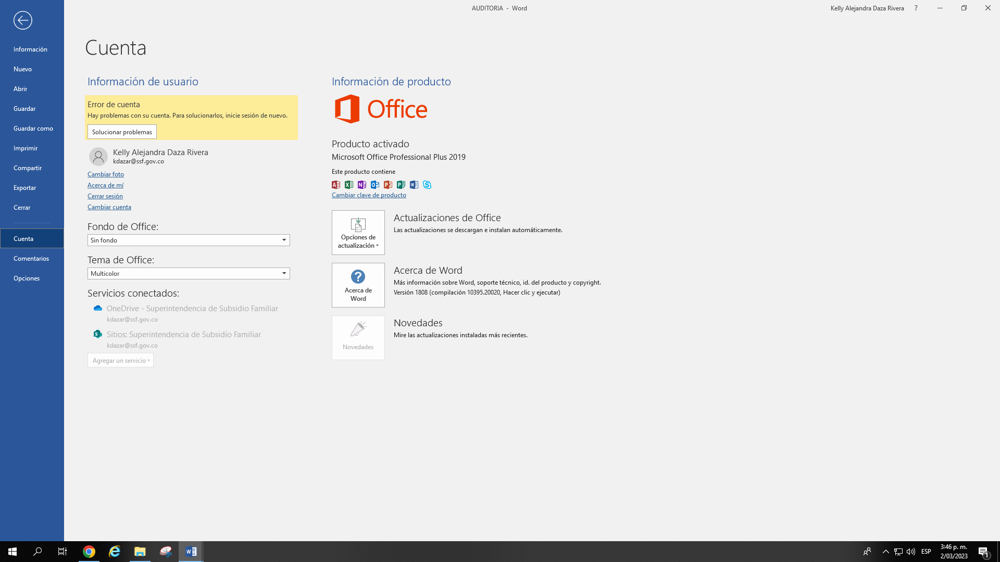 AUDITORIA - Word
Kelly Alejandra Daza Rivera
?
Información
Nuevo
Abrir
Guardar
Guardar como
Imprimir
Compartir
Exportar
Cerrar
Cuenta
Comentarios
Opciones
Cuenta
Información de usuario
Error de cuenta
Hay problemas con su cuenta. Para solucionarlos, inicie sesión de nuevo.
Solucionar problemas
Kelly Alejandra Daza Rivera
kdazar@ssf.gov.co
Cambiar foto
Acerca de mí
Cerrar sesión
Cambiar cuenta
Fondo de Office:
Sin fondo
Tema de Office:
Multicolor
Servicios conectados:
OneDrive - Superintendencia de Subsidio Familiar
kdazar@ssf.gov.co
Sitios: Superintendencia de Subsidio Familiar
kdazar@ssf.gov.co
Agregar un servicio
Información de producto
Office
Producto activado
Microsoft Office Professional Plus 2019
Este producto contiene
Cambiar clave de producto
Opciones de
actualización
Actualizaciones de Office
Las actualizaciones se descargan e instalan automáticamente.
Acerca de
Word
Acerca de Word
Más información sobre Word, soporte técnico, id. del producto y copyright.
Versión 1808 (compilación 10395.20020, Hacer clic y ejecutar)
Novedades
Novedades
Mire las actualizaciones instaladas más recientes.
ESP
3:46 p. m.
2/03/2023
1